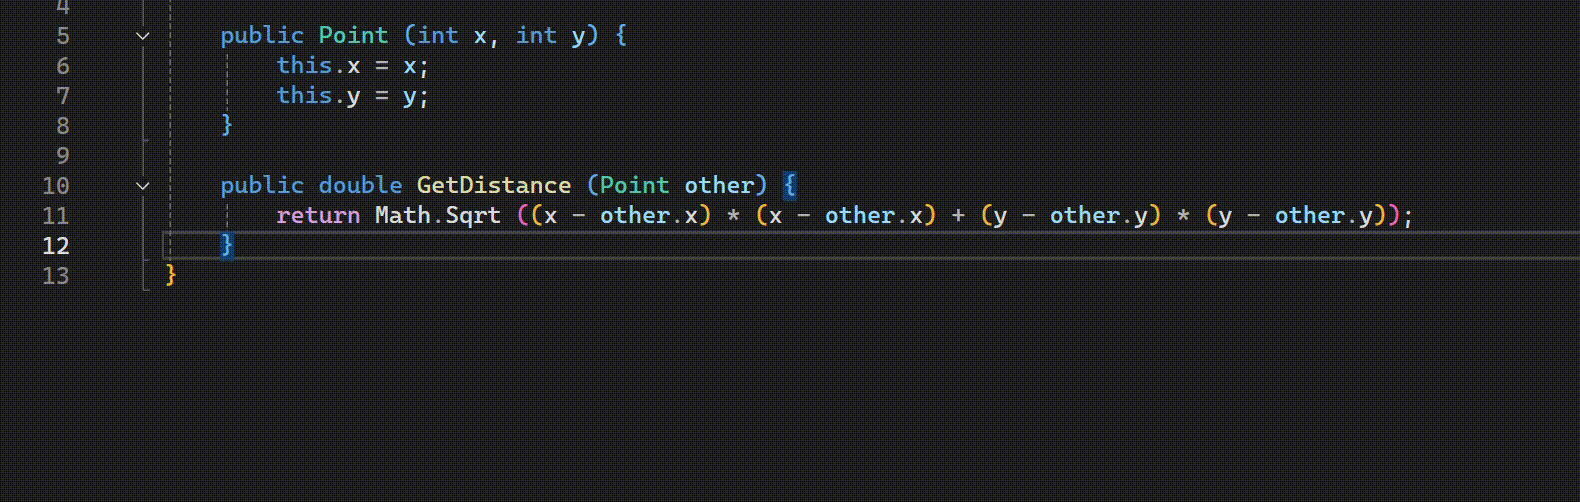 4
5 public Point (int x, int y) {
6 this.x = x;
7 this.y = y;
8 }
9
10 public double GetDistance (Point other) {
11 return Math.Sqrt ((x - other.x) * (x - other.x) + (y - other.y) * (y - other.y));
12 }
13 }